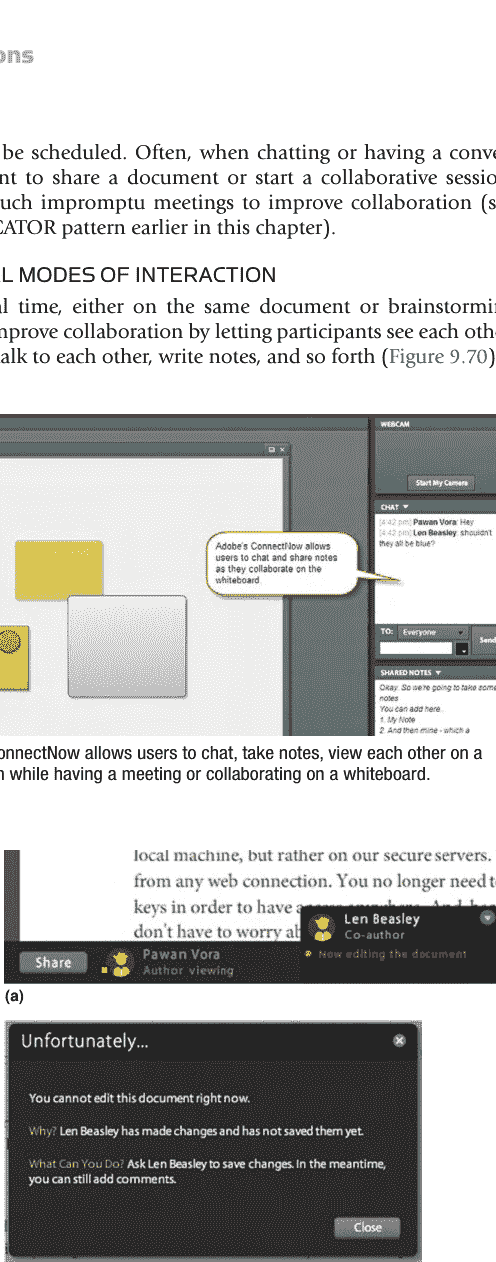 ons
be scheduled. Often, when chatting or having a conve
nt to share a document or start a collaborative sessio
uch impromptu meetings to improve collaboration (s
CATOR pattern earlier in this chapter).
L MODES OF INTERACTION
l time, either on the same document or brainstormin
mprove collaboration by letting participants see each othe
alk to each other, write notes, and so forth (Figure 9.70)
WEBCAM
Start My Camera
CHAT
[4:42 pm] Pawan Vora: Hey
[4:42 pm] Len Beasley: shouldn't
they all be blue?
Adobe's ConnectNow allows
users to chat and share notes
as they collaborate on the
whiteboard.
TO: Everyone
Send
SHARED NOTES
Okay. So we're going to take some
notes
You can add here.
1. My Note
2. And then mine - which a
onnectNow allows users to chat, take notes, view each other on a
n while having a meeting or collaborating on a whiteboard.
local machine, but rather on our secure servers.
from any web connection. You no longer need to
keys in order to have
don't have to worry ab
Len Beasley
Co-author
Now editing the document
Share
Pawan Vora
Author viewing
(a)
Unfortunately...
You cannot edit this document right now.
Why? Len Beasley has made changes and has not saved them yet.
What Can You Do? Ask Len Beasley to save changes. In the meantime,
you can still add comments.
Close